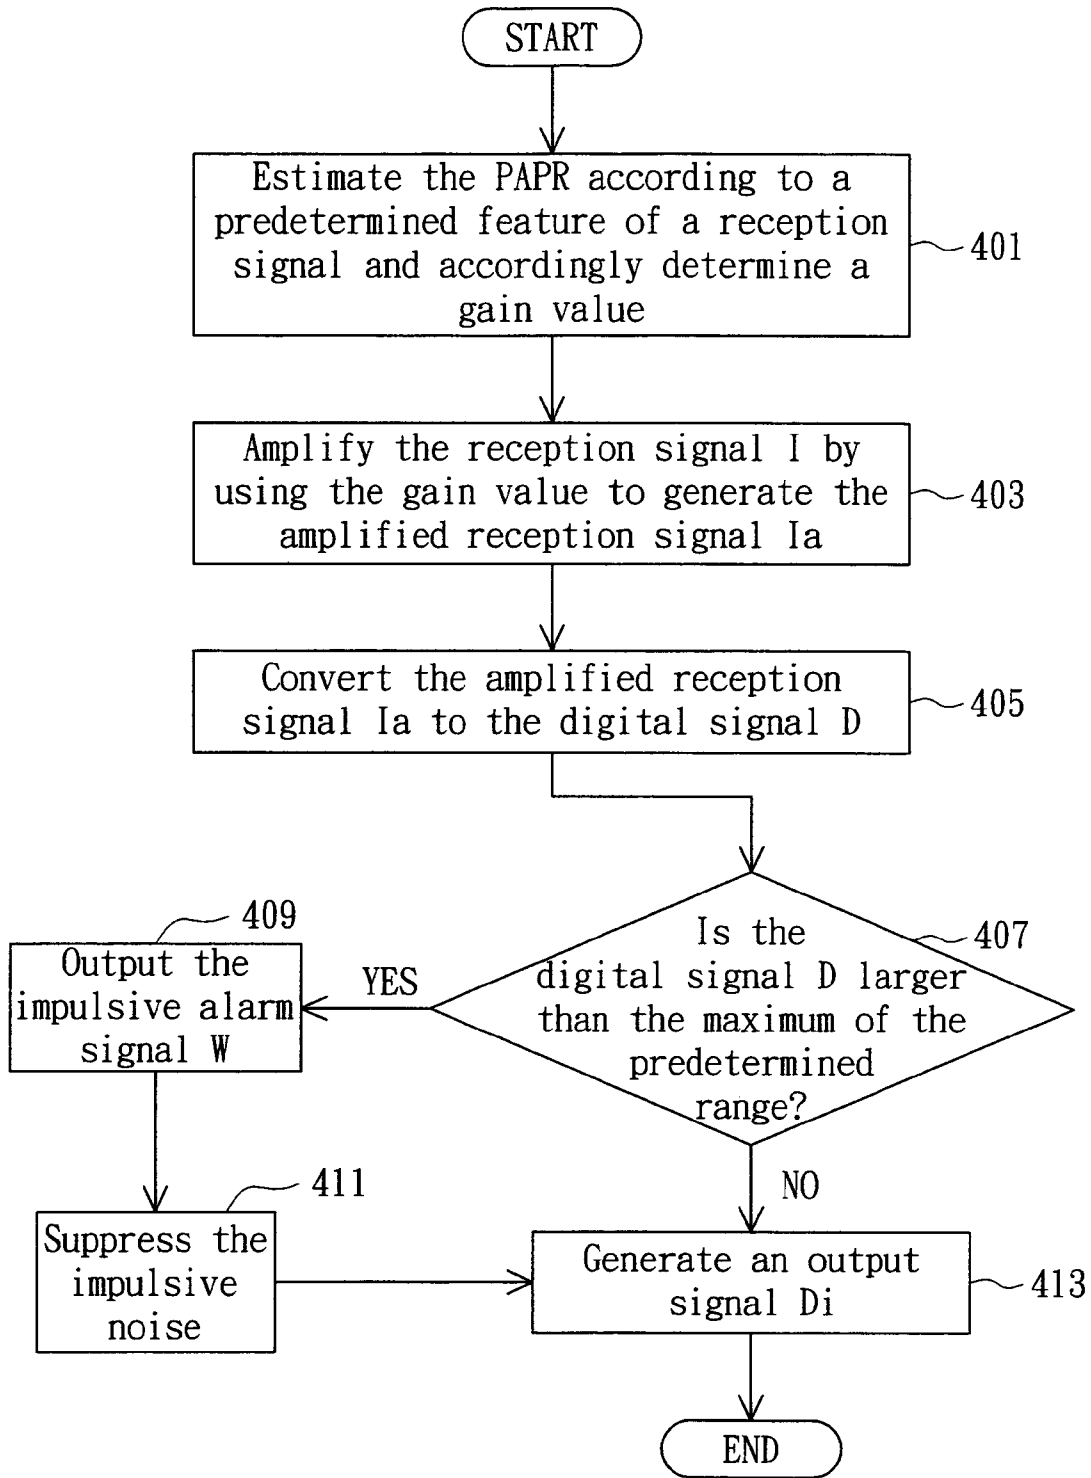 START
Estimate the PAPR according to a
predetermined feature of a reception
signal and accordingly determine a
gain value
401
Amplify the reception signal I by
using the gain value to generate the
amplified reception signal Ia
403
Convert the amplified reception
signal Ia to the digital signal D
405
Is the
digital signal D larger
than the maximum of the
predetermined
range?
407
YES
409
Output the
impulsive alarm
signal W
411
Suppress the
impulsive
noise
NO
Generate an output
signal Di
413
END